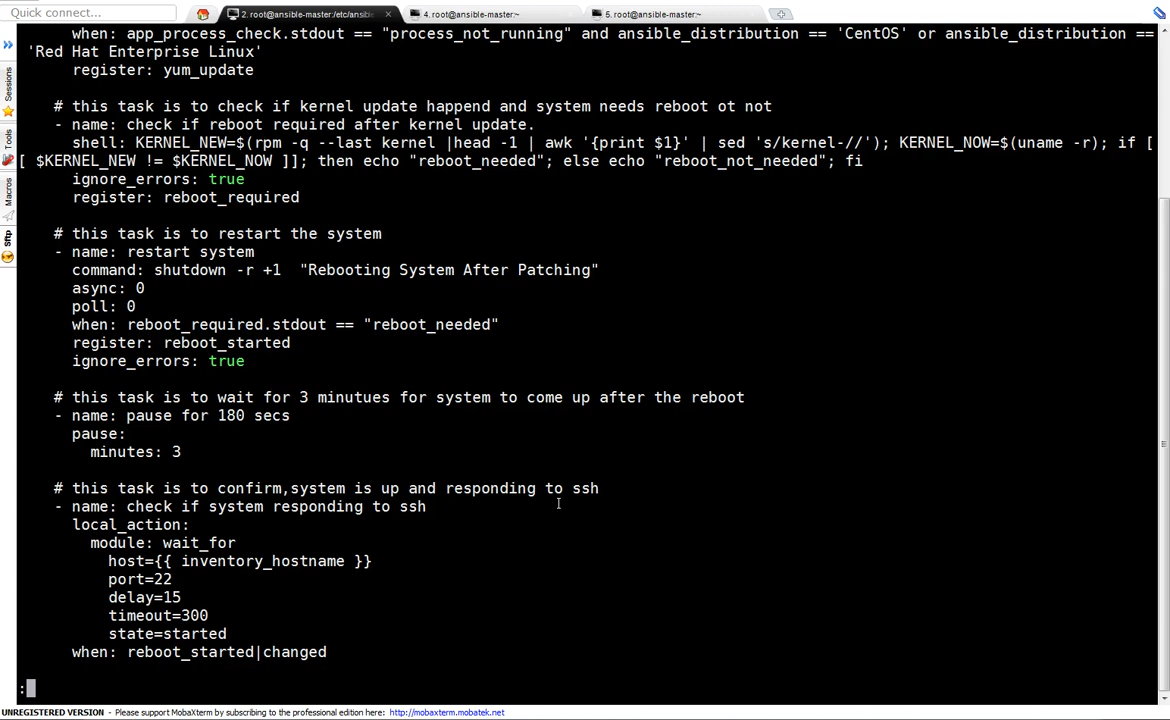 Quick connect...
2. root@ansible-master:/etc/ansible
4.root@ansible-master:~
5. root@ansible-master:~
Sessions
Tools
Macros
Sftp
when: app_process_check.stdout == "process_not_running" and ansible_distribution == 'CentOS' or ansible_distribution ==
'Red Hat Enterprise Linux'
register: yum_update
# this task is to check if kernel update happend and system needs reboot ot not
- name: check if reboot required after kernel update.
shell: KERNEL_NEW=$(rpm -q --last kernel |head -1 | awk '{print $1}' | sed 's/kernel-//'); KERNEL_NOW=$(uname -r); if [
[ $KERNEL_NEW != $KERNEL_NOW ]]; then echo "reboot_needed"; else echo "reboot_not_needed"; fi
ignore_errors: true
register: reboot_required
# this task is to restart the system
- name: restart system
command: shutdown -r +1  "Rebooting System After Patching"
async: 0
poll: 0
when: reboot_required.stdout == "reboot_needed"
register: reboot_started
ignore_errors: true
# this task is to wait for 3 minutues for system to come up after the reboot
- name: pause for 180 secs
pause:
minutes: 3
# this task is to confirm,system is up and responding to ssh
- name: check if system responding to ssh
local_action:
module: wait_for
host={{ inventory_hostname }}
port=22
delay=15
timeout=300
state=started
when: reboot_started|changed
:
UNREGISTERED VERSION - Please support MobaXterm by subscribing to the professional edition here: http://mobaxterm.mobatek.net